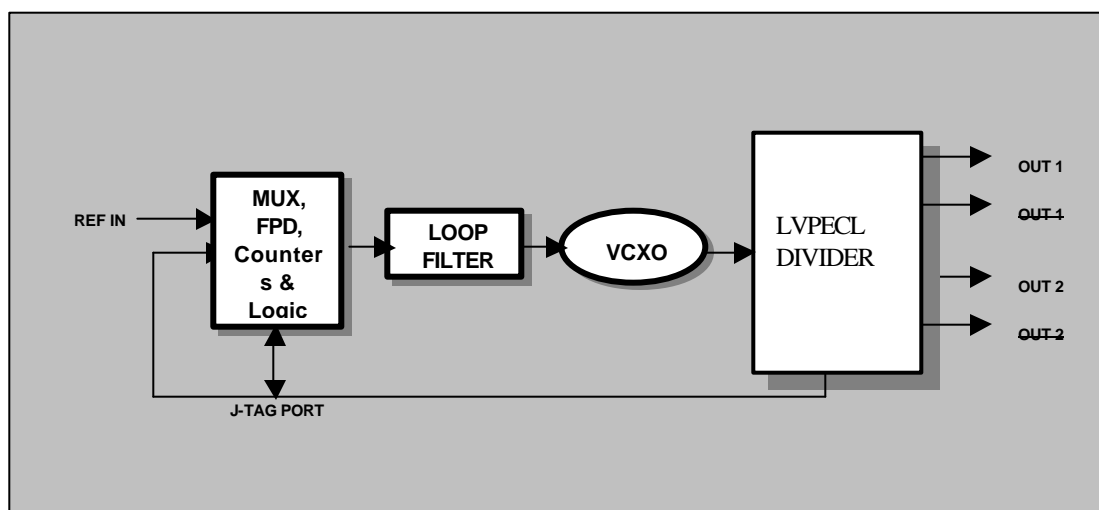 REF IN
MUX,
FPD,
Counter
s &
Logic
J-TAG PORT
LOOP
FILTER
VCXO
LVPECL
DIVIDER
OUT 1
OUT 1
OUT 2
OUT 2